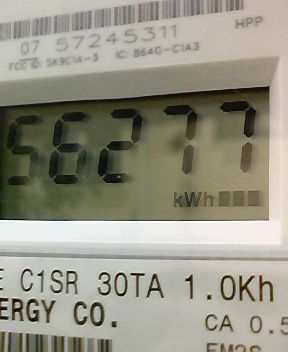 07 57245311
HPP
FCC ID: SK9C1A-3 IC: 864G-C1A3
56277
kWh
E C1SR 30TA 1.0Kh
ERGY CO.
CA 0.5
EM2S